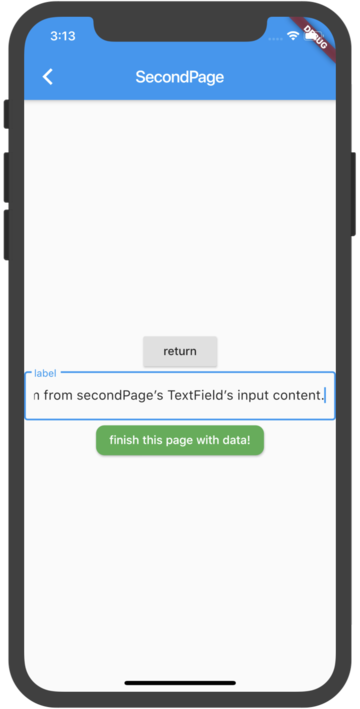 3:13
DEBUG
SecondPage
return
label
from secondPage’s TextField’s input content.
finish this page with data!